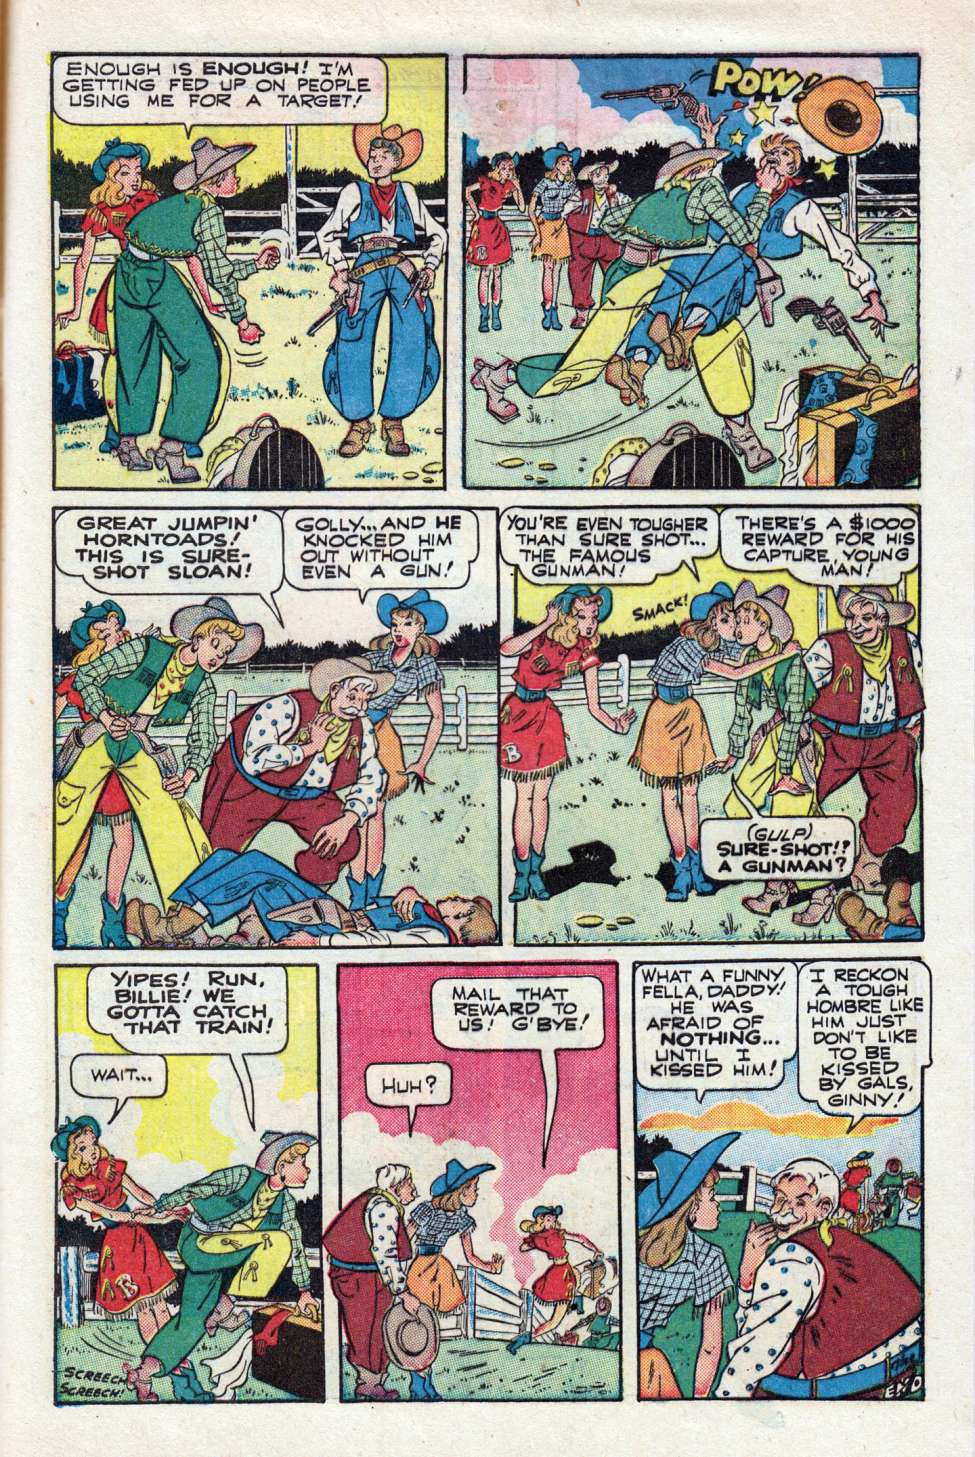 ENOUGH IS ENOUGH! I'M
GETTING FED UP ON PEOPLE
USING ME FOR A TARGET!
POW!
GREAT JUMPIN'
HORNTOADS!
THIS IS SURE-
SHOT SLOAN!
GOLLY...AND HE
KNOCKED HIM
OUT WITHOUT
EVEN A GUN!
YOU'RE EVEN TOUGHER
THAN SURE SHOT...
THE FAMOUS
GUNMAN!
THERE'S A $1000
REWARD FOR HIS
CAPTURE, YOUNG
MAN!
SMACK!
B
(GULP)
SURE-SHOT!?
A GUNMAN?
YIPES! RUN,
BILLIE! WE
GOTTA CATCH
THAT TRAIN!
WAIT...
B
SCREECH
SCREECH!
MAIL THAT
REWARD TO
US! G'BYE!
HUH?
WHAT A FUNNY
FELLA, DADDY!
HE WAS
AFRAID OF
NOTHING...
UNTIL I
KISSED HIM!
I RECKON
A TOUGH
HOMBRE LIKE
HIM JUST
DON'T LIKE
TO BE
KISSED
BY GALS,
GINNY!
END